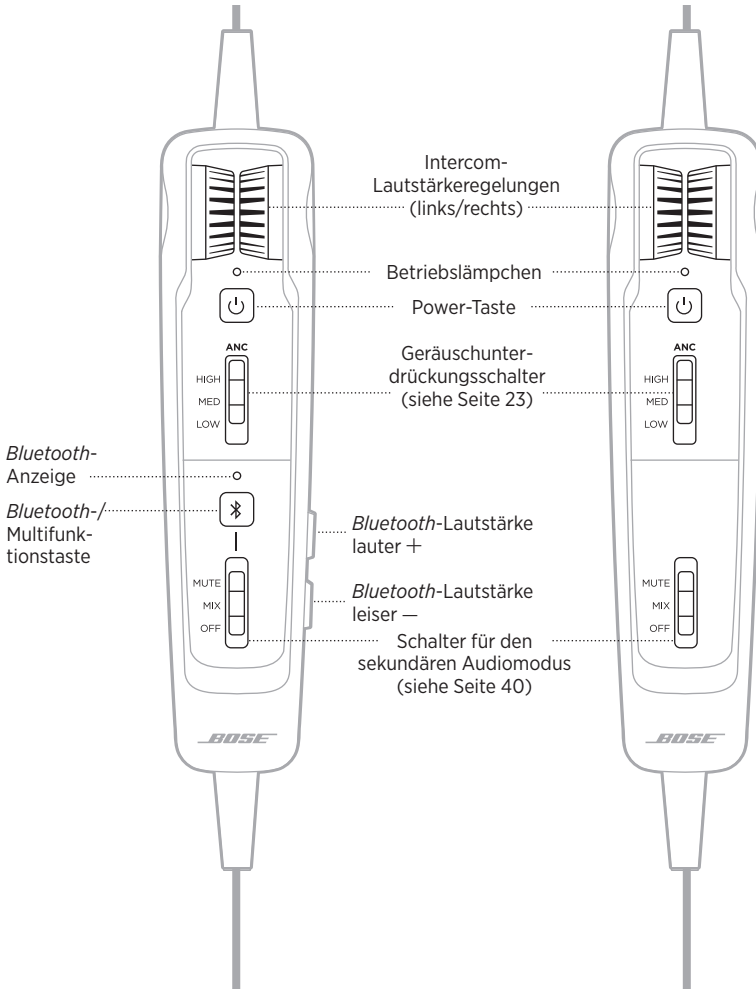 Intercom-
Lautstärkeregelungen
(links/rechts)
Betriebslämpchen
Power-Taste
ANC
HIGH
MED
LOW
Geräuschunter-
drückungsschalter
(siehe Seite 23)
ANC
HIGH
MED
LOW
Bluetooth-
Anzeige
Bluetooth-/
Multifunk-
tionstaste
Bluetooth-Lautstärke
lauter +
Bluetooth-Lautstärke
leiser –
MUTE
MIX
OFF
Schalter für den
sekundären Audiomodus
(siehe Seite 40)
MUTE
MIX
OFF
BOSE
BOSE